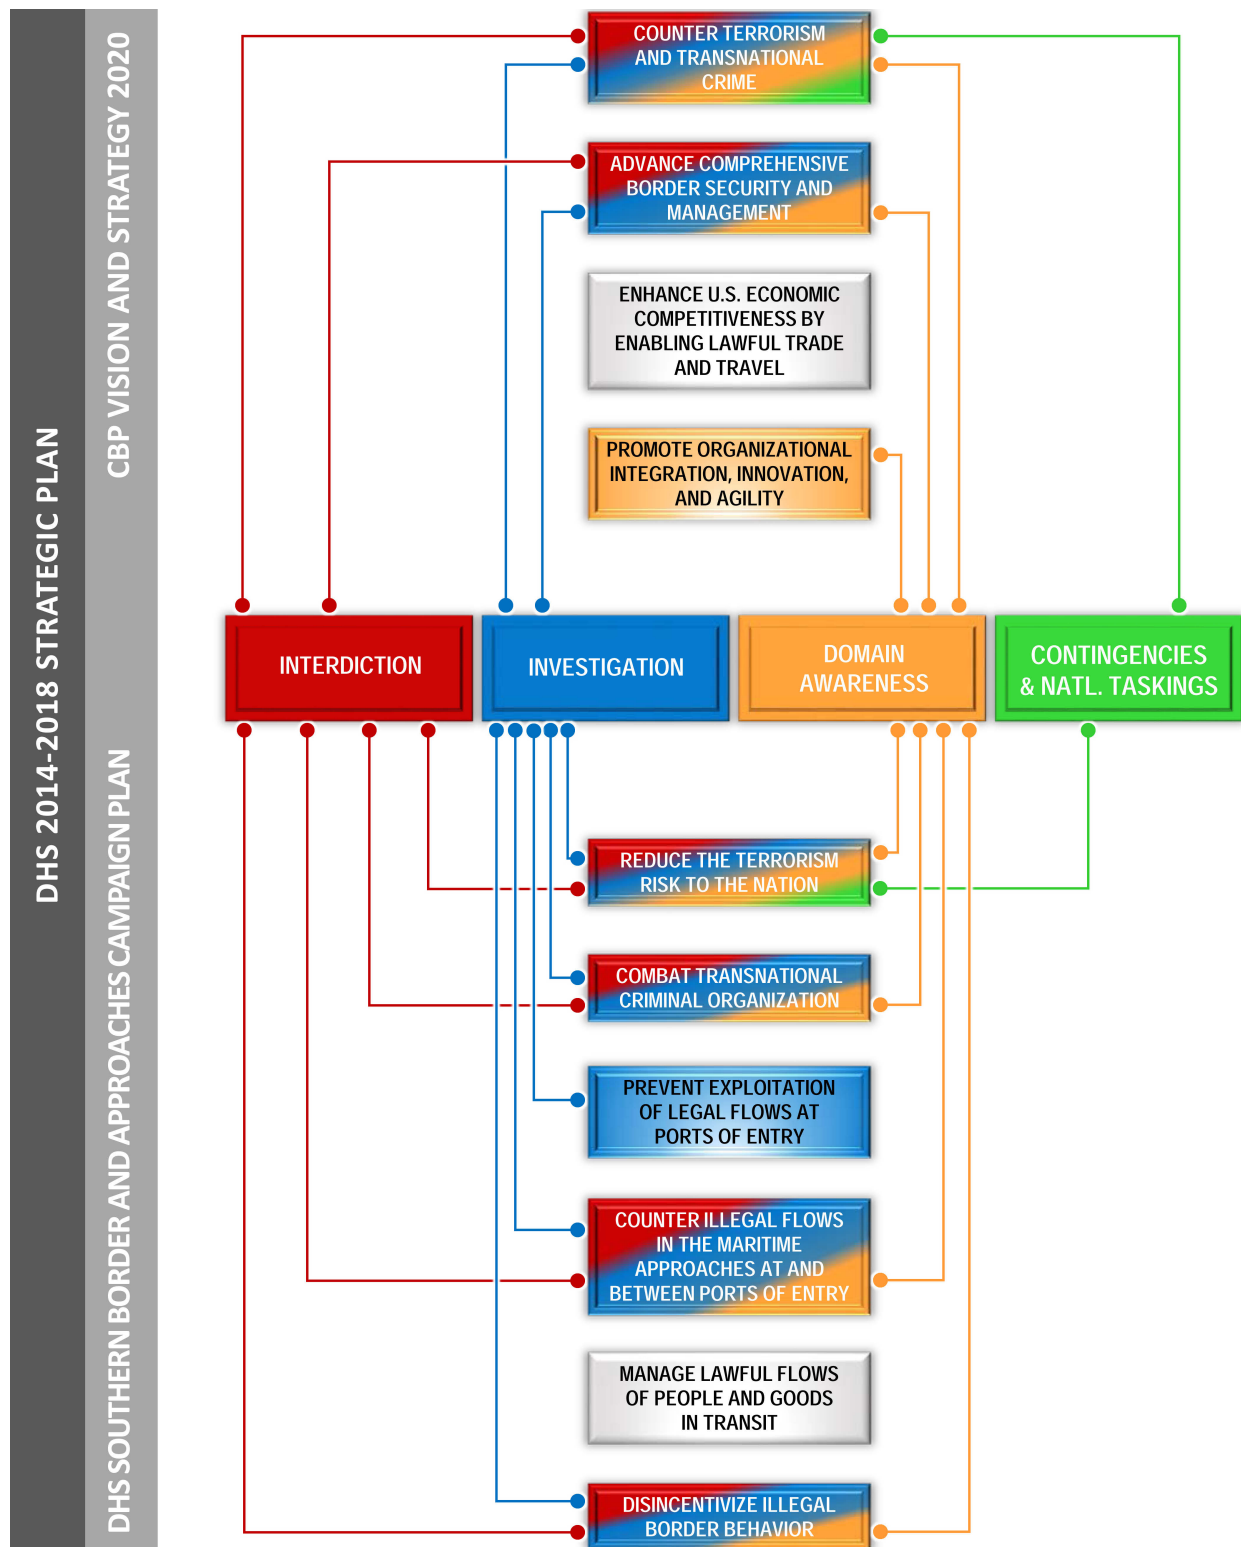 DHS 2014-2018 STRATEGIC PLAN
CBP VISION AND STRATEGY 2020
COUNTER TERRORISM
AND TRANSNATIONAL
CRIME
ADVANCE COMPREHENSIVE
BORDER SECURITY AND
MANAGEMENT
ENHANCE U.S. ECONOMIC
COMPETITIVENESS BY
ENABLING LAWFUL TRADE
AND TRAVEL
PROMOTE ORGANIZATIONAL
INTEGRATION, INNOVATION,
AND AGILITY
INTERDICTION
INVESTIGATION
DOMAIN
AWARENESS
CONTINGENCIES
& NATL. TASKINGS
DHS SOUTHERN BORDER AND APPROACHES CAMPAIGN PLAN
REDUCE THE TERRORISM
RISK TO THE NATION
COMBAT TRANSNATIONAL
CRIMINAL ORGANIZATION
PREVENT EXPLOITATION
OF LEGAL FLOWS AT
PORTS OF ENTRY
COUNTER ILLEGAL FLOWS
IN THE MARITIME
APPROACHES AT AND
BETWEEN PORTS OF ENTRY
MANAGE LAWFUL FLOWS
OF PEOPLE AND GOODS
IN TRANSIT
DISINCENTIVIZE ILLEGAL
BORDER BEHAVIOR